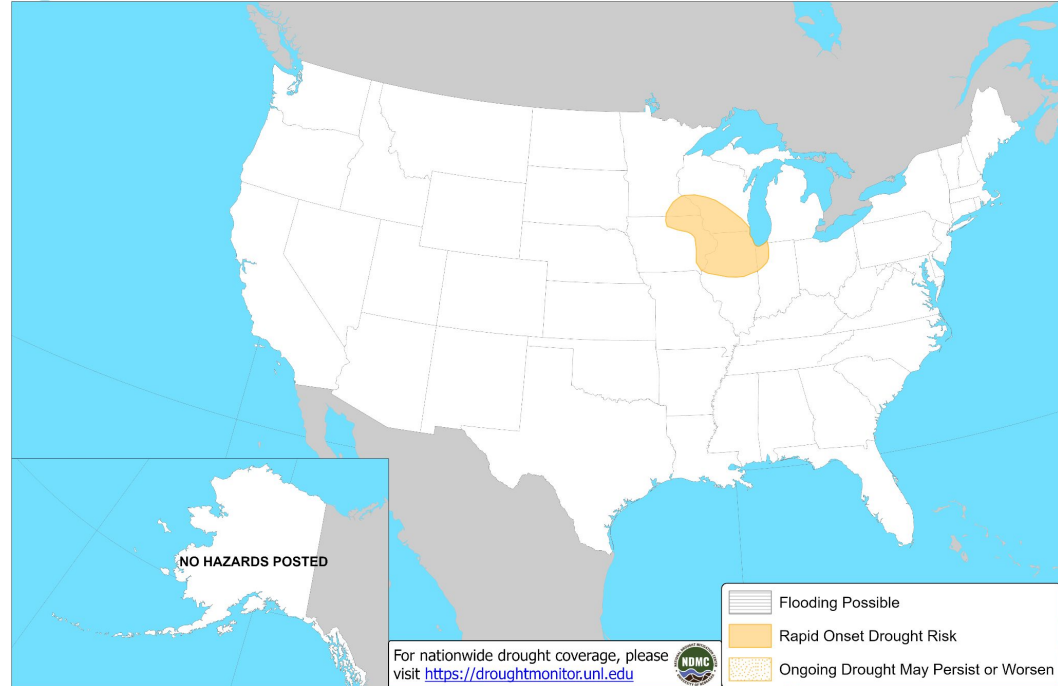 NO HAZARDS POSTED
For nationwide drought coverage, please
visit https://droughtmonitor.unl.edu
NDMC
Flooding Possible
Rapid Onset Drought Risk
Ongoing Drought May Persist or Worsen